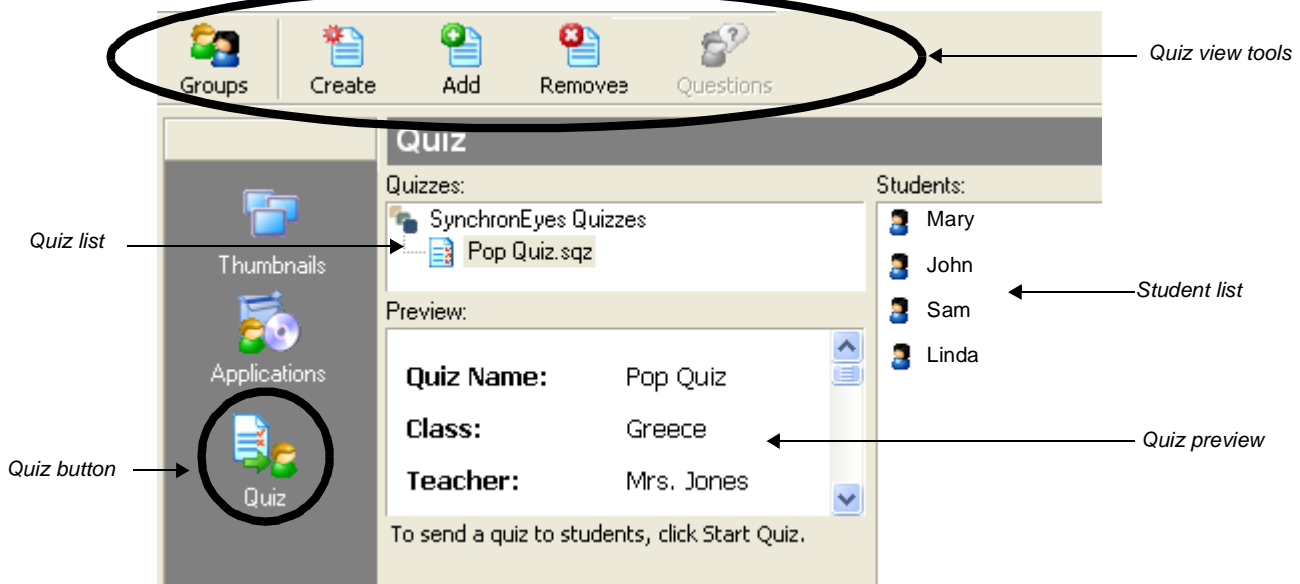 Quiz view tools
Groups Create Add Removee Questions
Quiz
Quizzes: Students:
SynchronEyes Quizzes
Pop Quiz.sqz
Mary
John
Sam
Linda
Quiz list
Student list
Thumbnails
Applications
Quiz
Preview:
Quiz Name: Pop Quiz
Class: Greece
Teacher: Mrs. Jones
Quiz preview
Quiz button
To send a quiz to students, click Start Quiz.